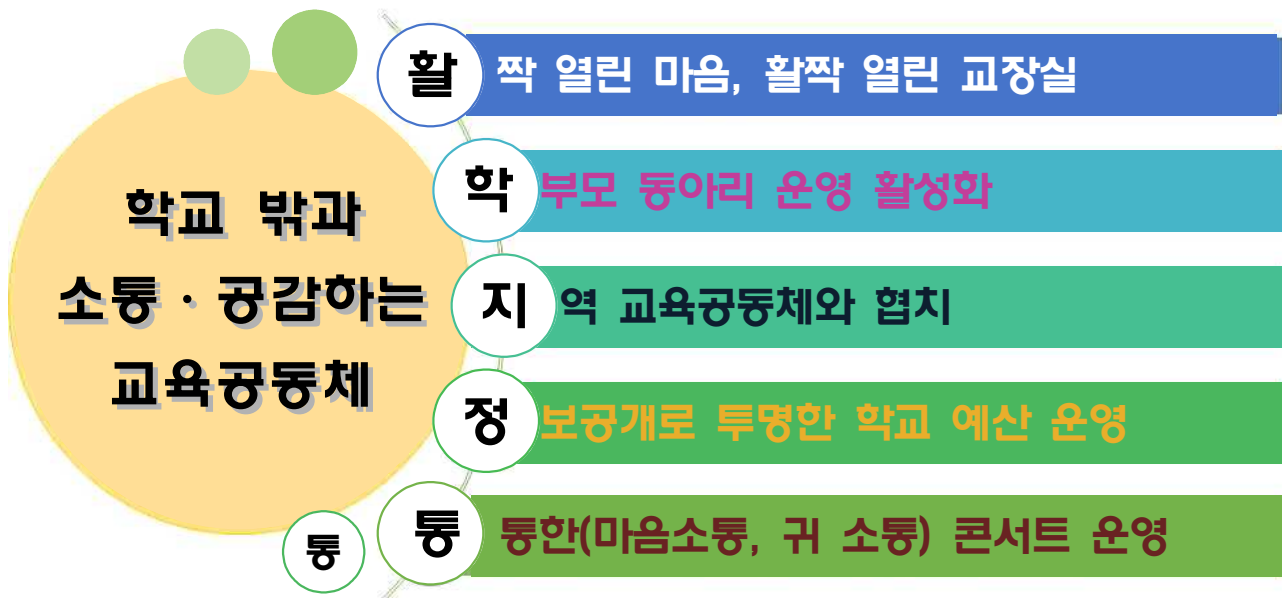 학교 밖과
소통 · 공감하는
교육공동체
활짝 열린 마음, 활짝 열린 교장실
학부모 동아리 운영 활성화
지역 교육공동체와 협치
정보공개로 투명한 학교 예산 운영
통
통 통한(마음소통, 귀 소통) 콘서트 운영